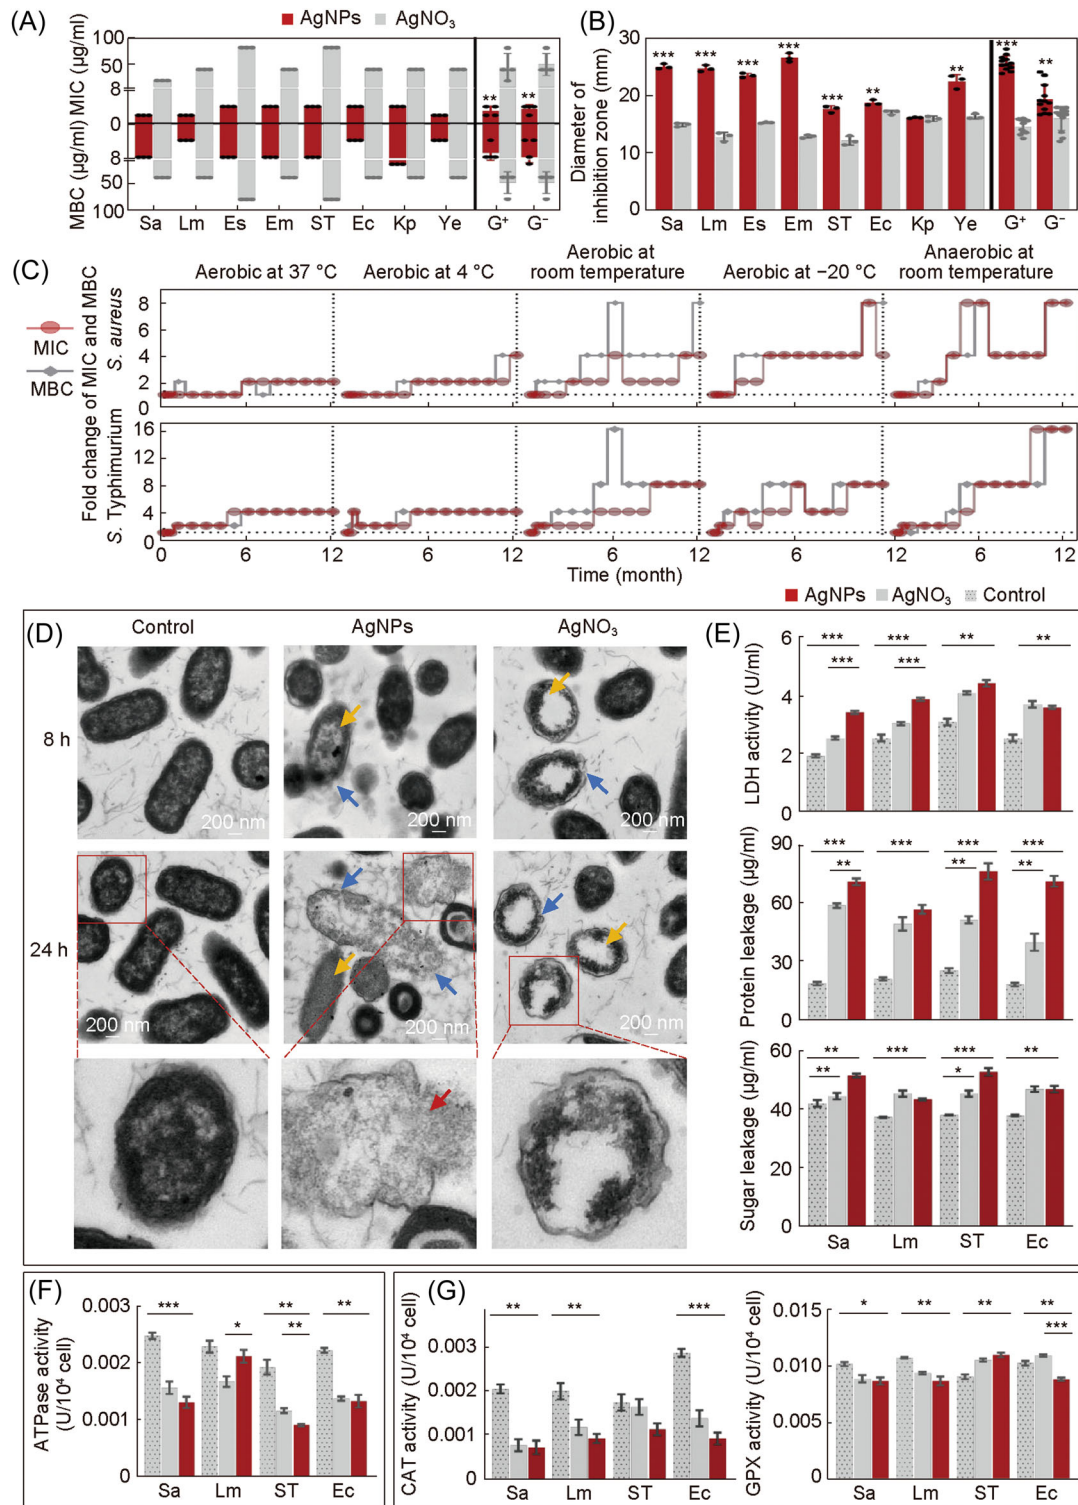 (A) AgNPs AgNO₃
MBC (μg/ml) MIC (μg/ml)
100
50
8
0
8
50
100
Sa Lm Es Em ST Ec Kp Ye G⁺ G⁻
** **
(B)
Diameter of
inhibition zone (mm)
30
20
10
0
*** *** *** *** *** ** ** *** **
Sa Lm Es Em ST Ec Kp Ye G⁺ G⁻
(C)
Aerobic at 37 °C
Aerobic at 4 °C
Aerobic at
room temperature
Aerobic at −20 °C
Anaerobic at
room temperature
MIC
MBC
Fold change of MIC and MBC
S. aureus
8
6
4
2
0
S. Typhimurium
16
12
8
4
0
0 6 12 6 12 6 12 6 12 6 12
Time (month)
AgNPs AgNO₃ Control
(D)
Control AgNPs AgNO₃
8 h
200 nm 200 nm 200 nm
24 h
200 nm 200 nm 200 nm
(E)
LDH activity (U/ml)
6
4
2
0
*** *** ** **
*** ***
Protein leakage (μg/ml)
90
60
30
0
*** *** *** ***
** ** **
Sugar leakage (μg/ml)
60
40
60
0
** *** *** **
** *
Sa Lm ST Ec
(F)
ATPase activity
(U/10⁴ cell)
0.003
0.002
0.001
0
*** * ** ** **
Sa Lm ST Ec
(G)
CAT activity (U/10⁴ cell)
0.003
0.002
0.001
0
** ** ***
Sa Lm ST Ec
GPX activity (U/10⁴ cell)
0.015
0.010
0.005
0
* ** ** **
***
Sa Lm ST Ec